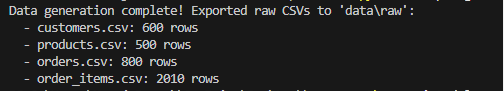 Data generation complete! Exported raw CSVs to 'data\raw':
- customers.csv: 600 rows
- products.csv: 500 rows
- orders.csv: 800 rows
- order_items.csv: 2010 rows